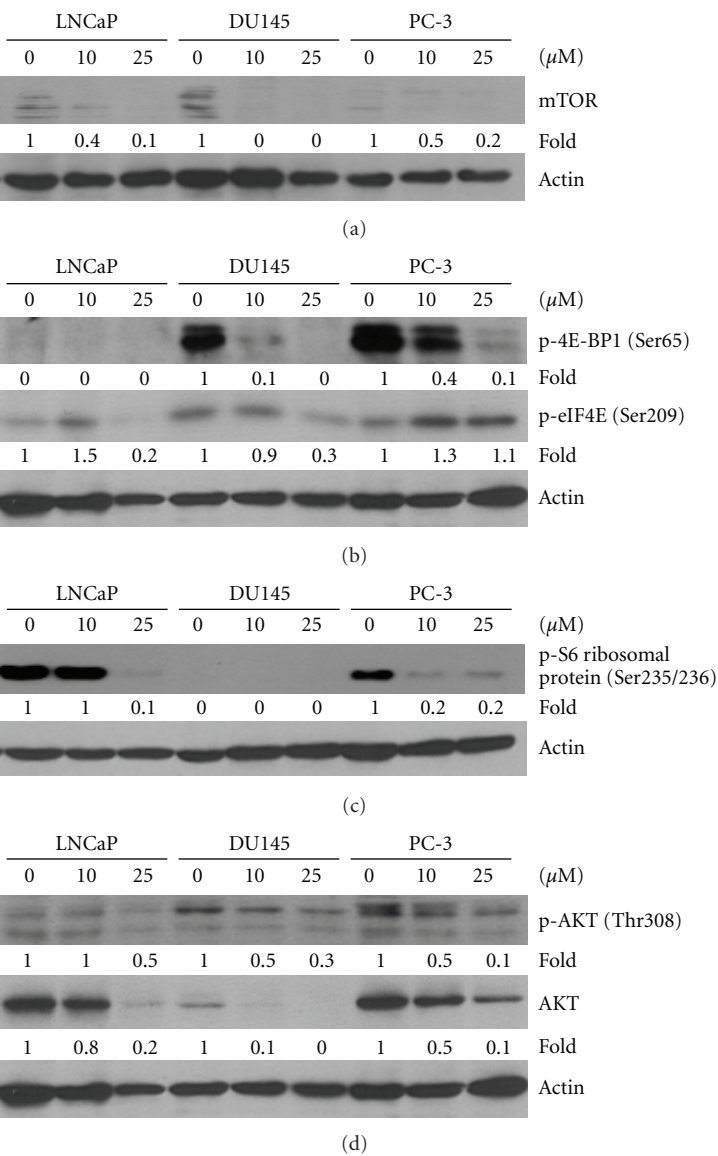 LNCaP DU145 PC-3
0 10 25 0 10 25 0 10 25 (μM)
mTOR
1 0.4 0.1 1 0 0 1 0.5 0.2 Fold
Actin
(a)
LNCaP DU145 PC-3
0 10 25 0 10 25 0 10 25 (μM)
p-4E-BP1 (Ser65)
0 0 0 1 0.1 0 1 0.4 0.1 Fold
p-eIF4E (Ser209)
1 1.5 0.2 1 0.9 0.3 1 1.3 1.1 Fold
Actin
(b)
LNCaP DU145 PC-3
0 10 25 0 10 25 0 10 25 (μM)
p-S6 ribosomal
protein (Ser235/236)
1 1 0.1 0 0 0 1 0.2 0.2 Fold
Actin
(c)
LNCaP DU145 PC-3
0 10 25 0 10 25 0 10 25 (μM)
p-AKT (Thr308)
1 1 0.5 1 0.5 0.3 1 0.5 0.1 Fold
AKT
1 0.8 0.2 1 0.1 0 1 0.5 0.1 Fold
Actin
(d)